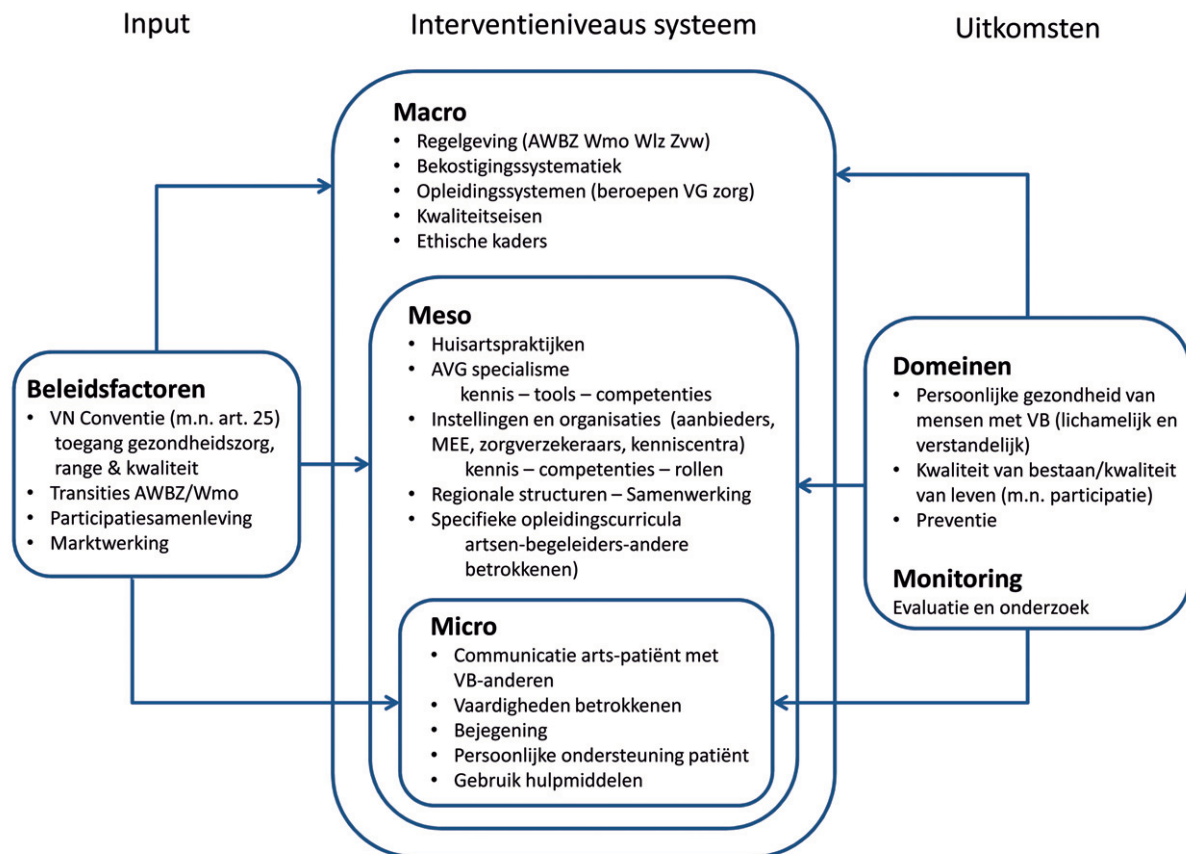 Input
Interventieniveaus systeem
Uitkomsten
Macro
• Regelgeving (AWBZ Wmo Wlz Zvw)
• Bekostigingssystematiek
• Opleidingssystemen (beroepen VG zorg)
• Kwaliteitseisen
• Ethische kaders
Meso
• Huisartspraktijken
• AVG specialisme
kennis – tools – competenties
• Instellingen en organisaties (aanbieders,
MEE, zorgverzekeraars, kenniscentra)
kennis – competenties – rollen
• Regionale structuren – Samenwerking
• Specifieke opleidingscurricula
artsen-begeleiders-andere
betrokkenen)
Micro
• Communicatie arts-patiënt met
VB-anderen
• Vaardigheden betrokkenen
• Bejegening
• Persoonlijke ondersteuning patiënt
• Gebruik hulpmiddelen
Beleidsfactoren
• VN Conventie (m.n. art. 25)
toegang gezondheidszorg,
range & kwaliteit
• Transities AWBZ/Wmo
• Participatiesamenleving
• Marktwerking
Domeinen
• Persoonlijke gezondheid van
mensen met VB (lichamelijk en
verstandelijk)
• Kwaliteit van bestaan/kwaliteit
van leven (m.n. participatie)
• Preventie
Monitoring
Evaluatie en onderzoek